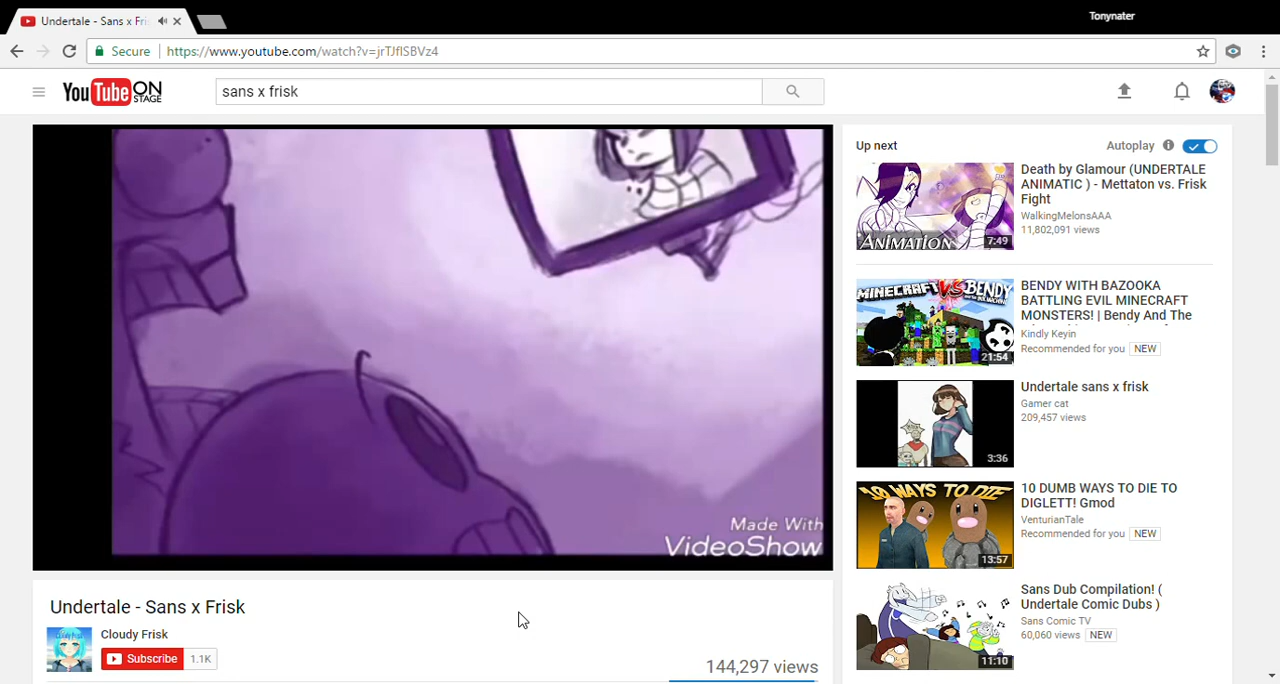 Tonynater
Undertale - Sans x Fris
Secure
https://www.youtube.com/watch?v=jrTJflSBVz4
YouTube ON STAGE
sans x frisk
Made With
VideoShow
Undertale - Sans x Frisk
Cloudy Frisk
Subscribe 1.1K
144,297 views
Up next
Autoplay
Death by Glamour (UNDERTALE
ANIMATIC ) - Mettaton vs. Frisk
Fight
WalkingMelonsAAA
11,802,091 views
ANIMATION
7:49
BENDY WITH BAZOOKA
BATTLING EVIL MINECRAFT
MONSTERS! | Bendy And The
Kindly Keyin
Recommended for you NEW
MINECRAFT VS BENDY
21:54
Undertale sans x frisk
Gamer cat
209,457 views
3:36
10 DUMB WAYS TO DIE TO
DIGLETT! Gmod
VenturianTale
Recommended for you NEW
10 WAYS TO DIE
13:57
Sans Dub Compilation! (
Undertale Comic Dubs )
Sans Comic TV
60,060 views NEW
11:10